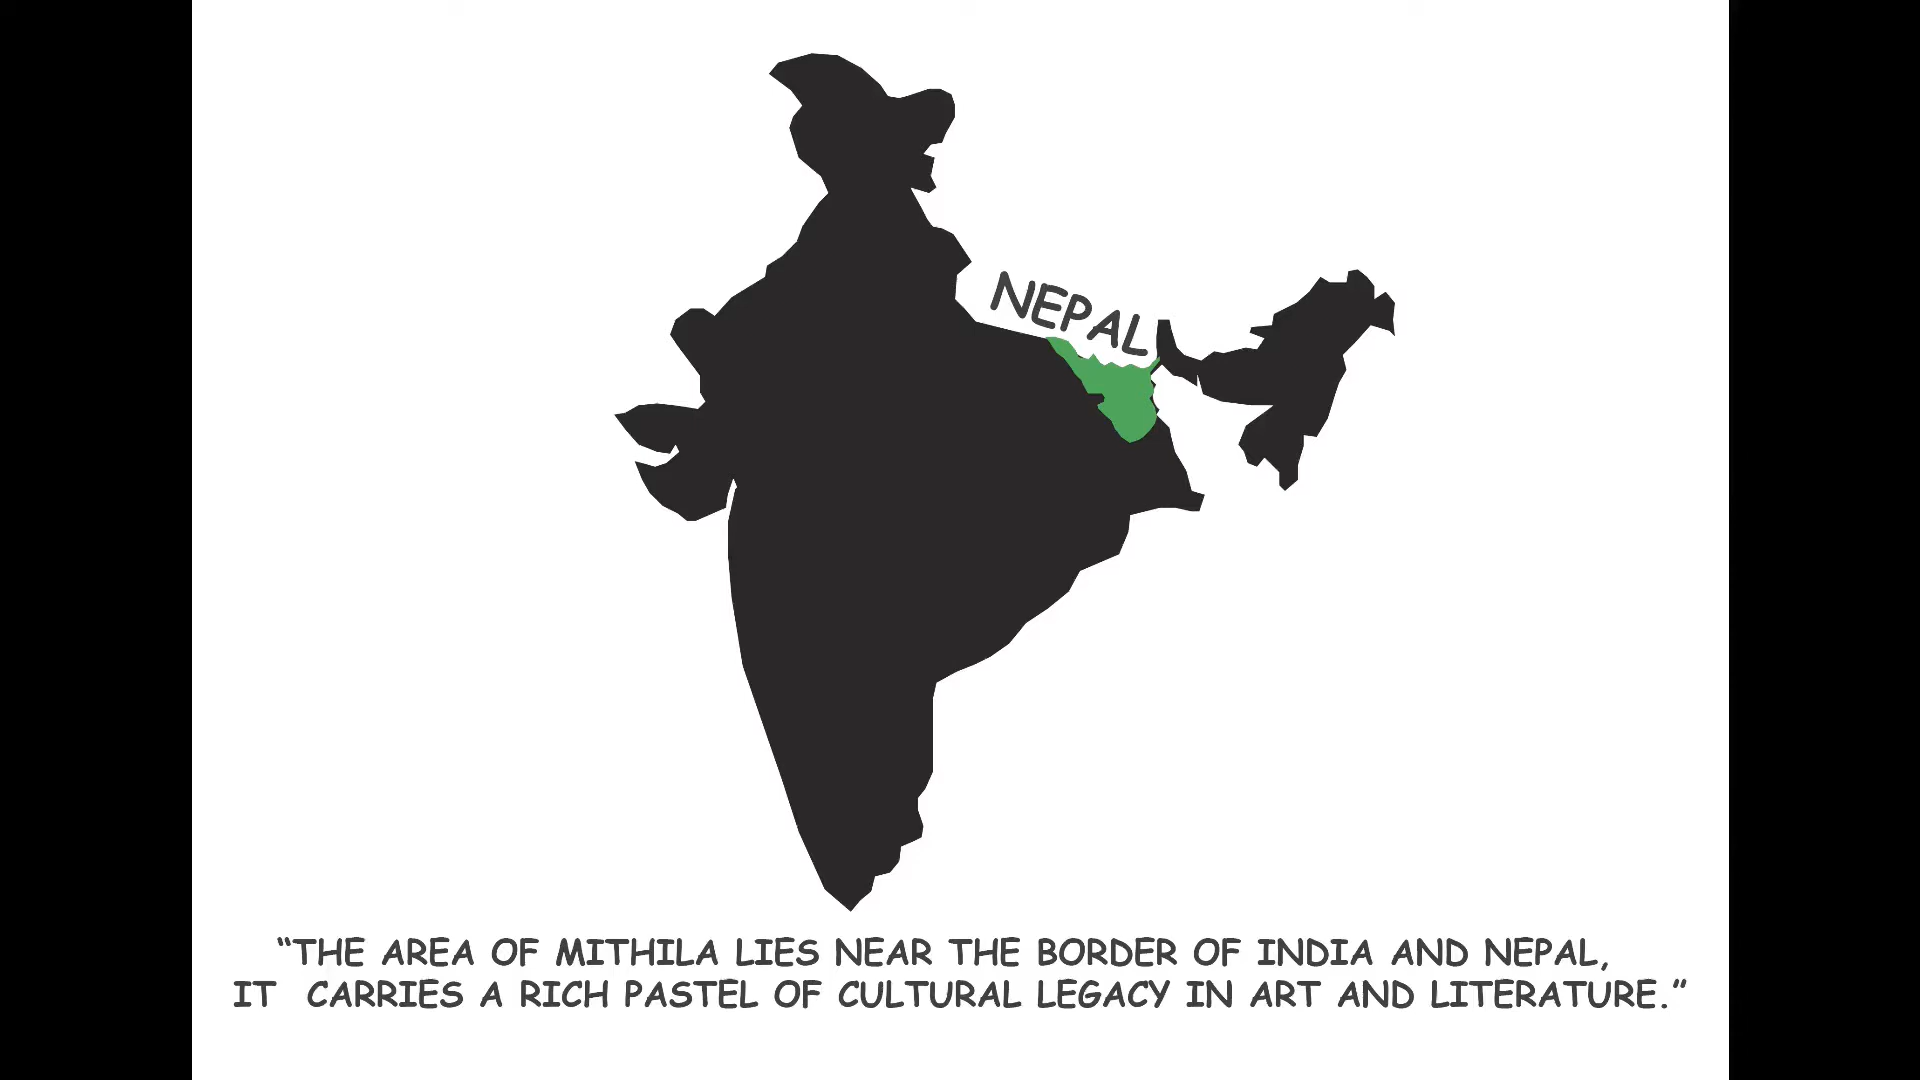 NEPAL
“THE AREA OF MITHILA LIES NEAR THE BORDER OF INDIA AND NEPAL,
IT CARRIES A RICH PASTEL OF CULTURAL LEGACY IN ART AND LITERATURE.”